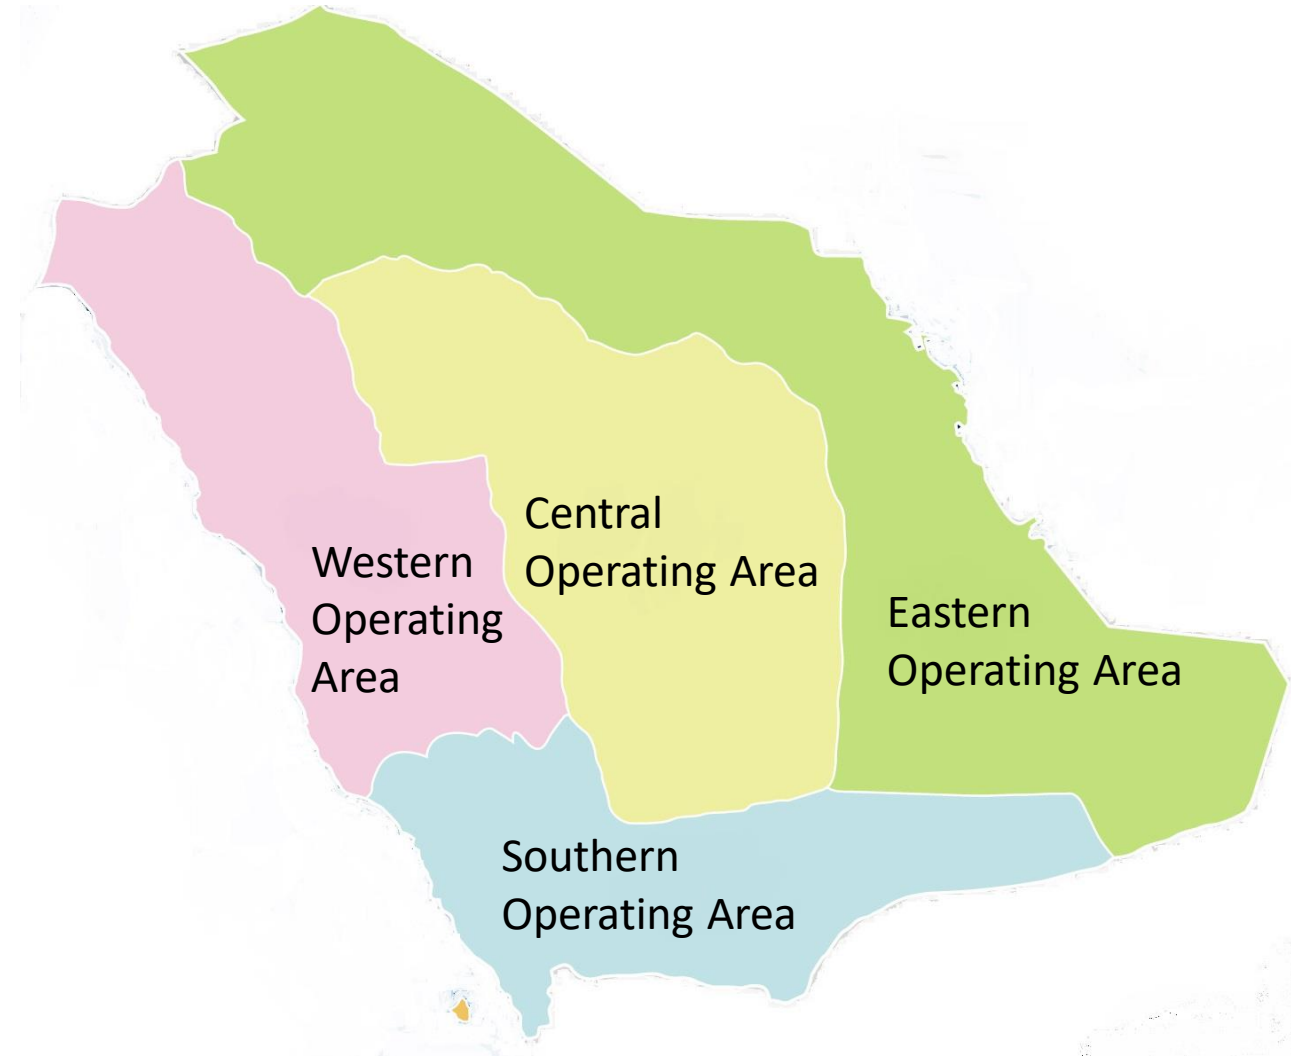 Central
Operating Area
Western
Operating
Area
Eastern
Operating Area
Southern
Operating Area